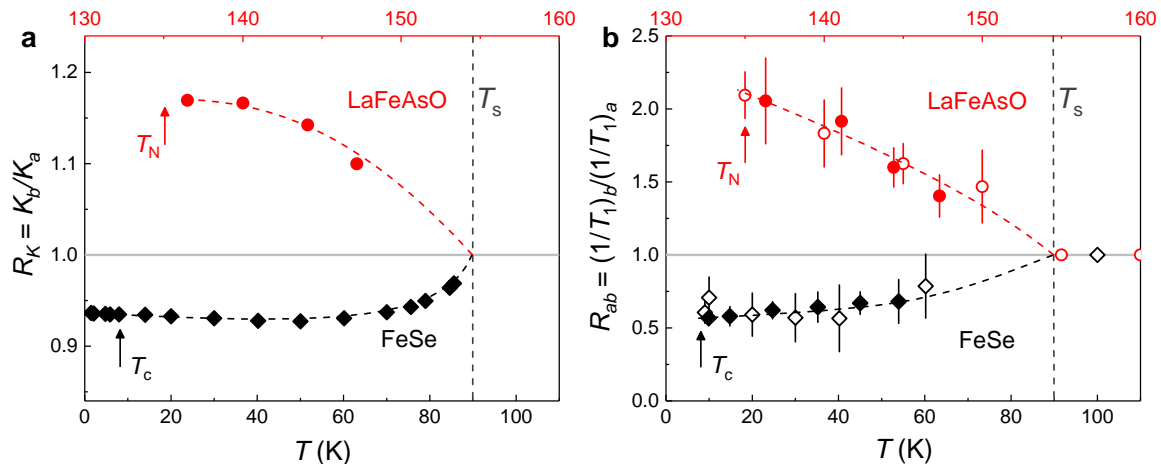 130 140 150 160
a
1.2
1.1
1.0
0.9
R_K = K_b/K_a
LaFeAsO
T_s
T_N
FeSe
T_c
0 20 40 60 80 100
T (K)
130 140 150 160
b
2.5
2.0
1.5
1.0
0.5
0.0
R_ab = (1/T_1)_b/(1/T_1)_a
LaFeAsO
T_s
T_N
FeSe
T_c
0 20 40 60 80 100
T (K)